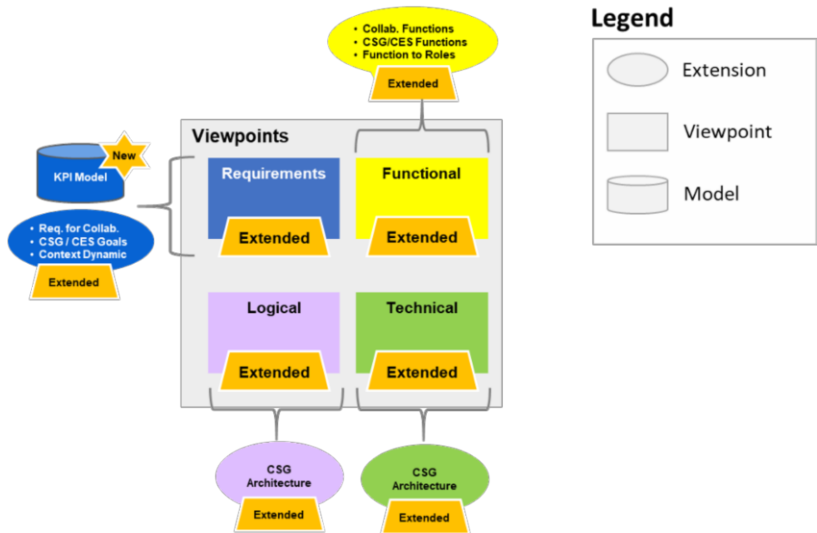 • Collab. Functions
• CSG/CES Functions
• Function to Roles
Extended
Legend
Extension
Viewpoint
Model
Viewpoints
New
KPI Model
• Req. for Collab.
• CSG / CES Goals
• Context Dynamic
Extended
Requirements
Extended
Functional
Extended
Logical
Extended
Technical
Extended
CSG
Architecture
Extended
CSG
Architecture
Extended